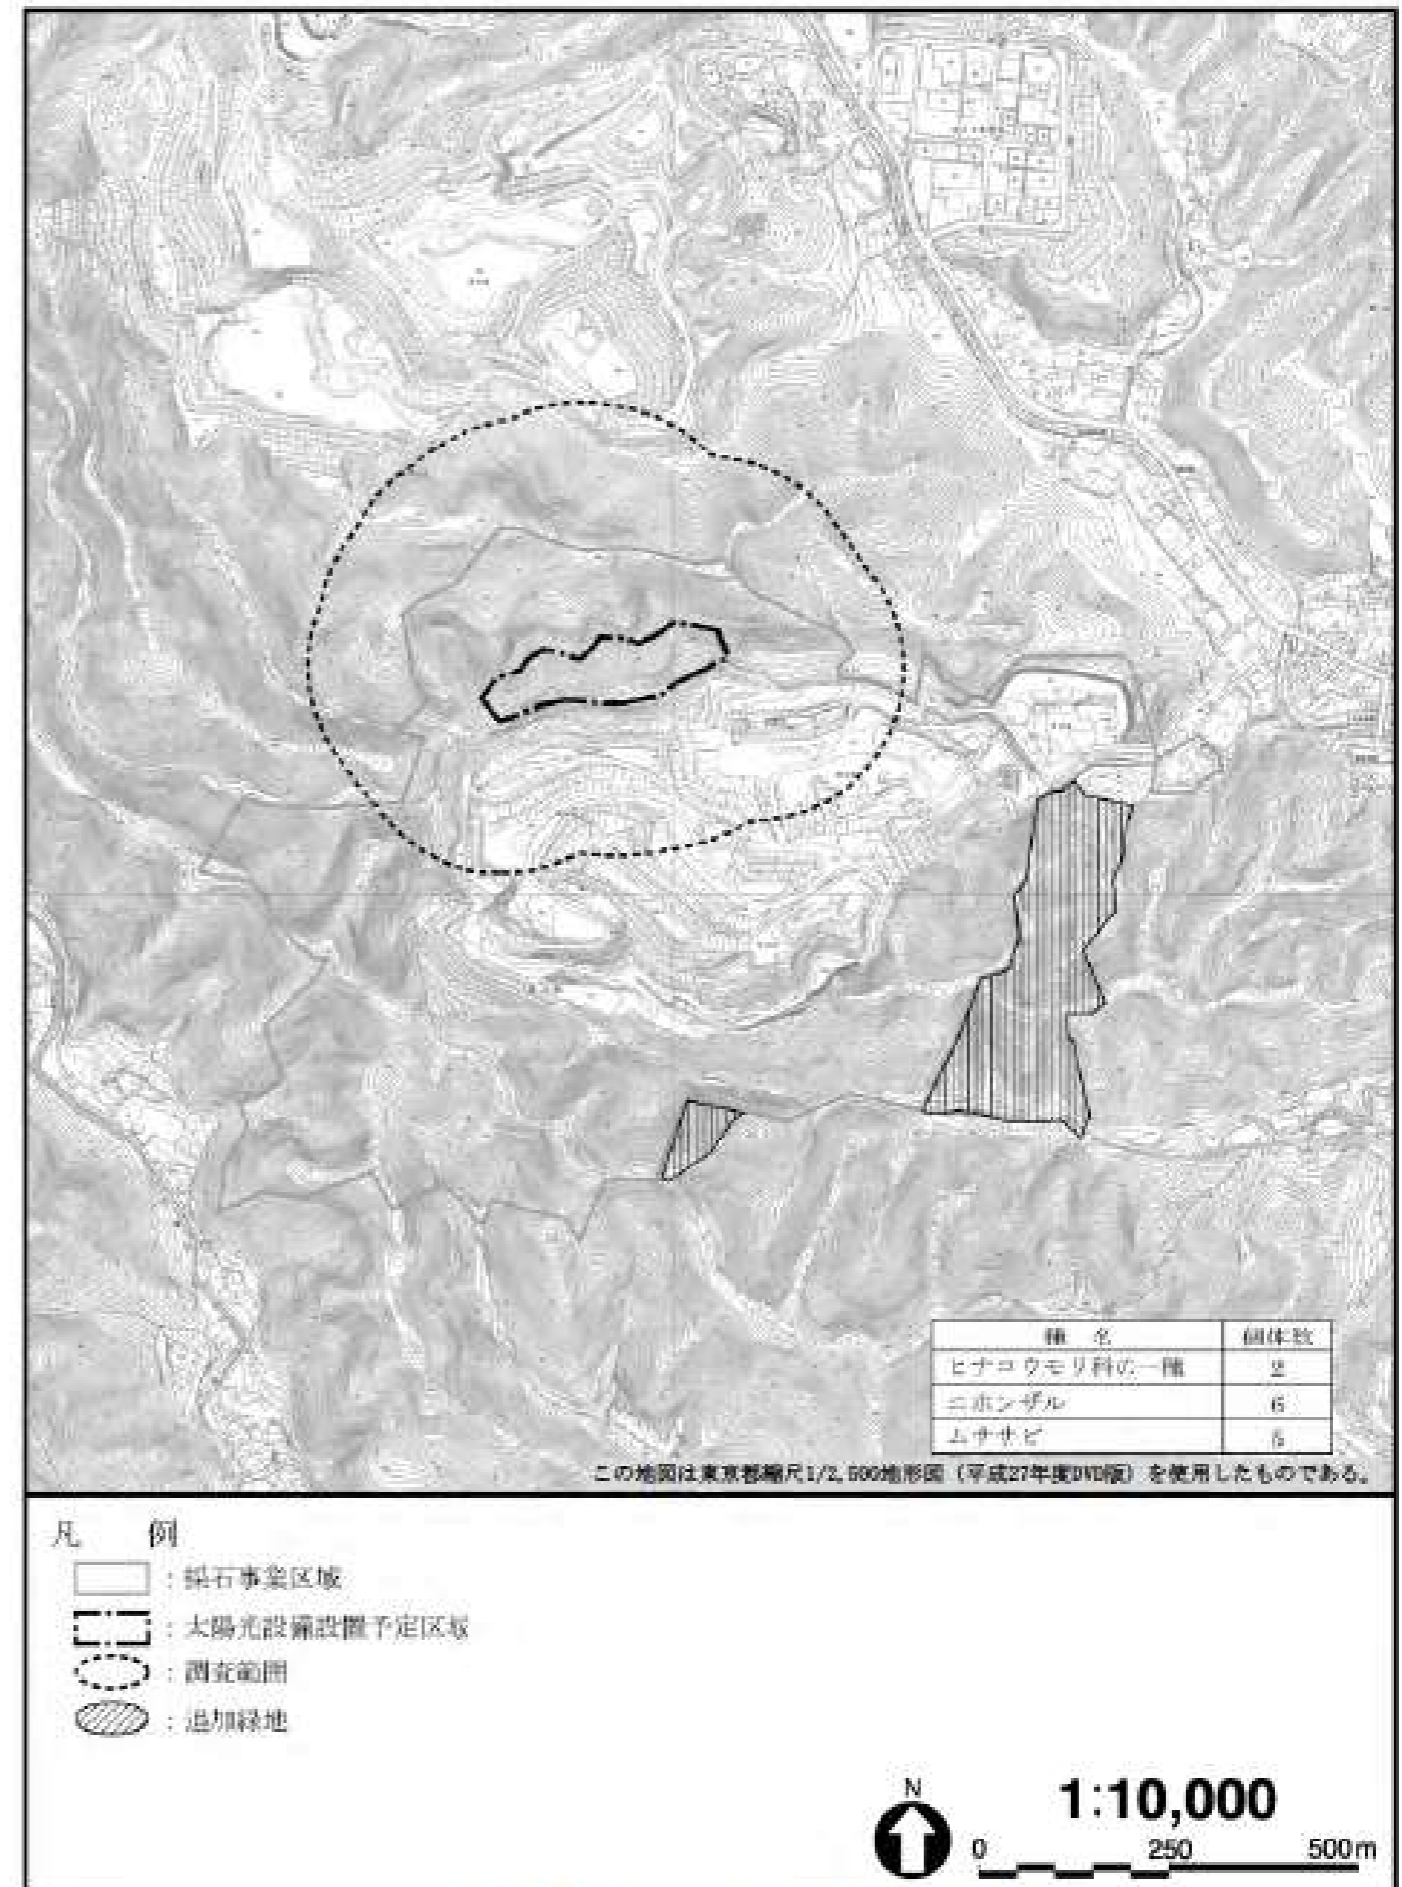 種 名 個体数
ヒナコウモリ科の一種 2
ニホンザル 6
ムササビ 5
この地図は東京都縮尺1/2,500地形図（平成27年度DVD版）を使用したものである。
凡 例
：採石事業区域
：太陽光設備設置予定区域
：調査範囲
：追加緑地
N
1:10,000
0 250 500m